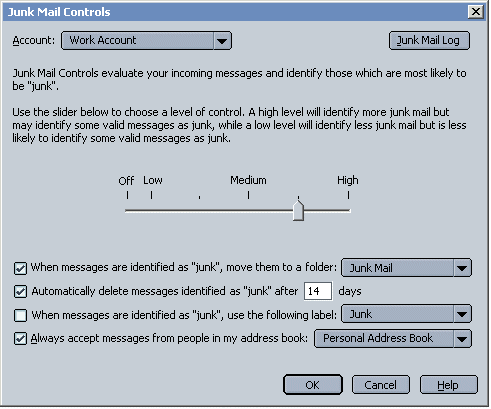 Junk Mail Controls
Account: Work Account Junk Mail Log
Junk Mail Controls evaluate your incoming messages and identify those which are most likely to
be "junk".
Use the slider below to choose a level of control. A high level will identify more junk mail but
may identify some valid messages as junk, while a low level will identify less junk mail but is less
likely to identify some valid messages as junk.
Off Low Medium High
When messages are identified as "junk", move them to a folder: Junk Mail
Automatically delete messages identified as "junk" after 14 days
When messages are identified as "junk", use the following label: Junk
Always accept messages from people in my address book: Personal Address Book
OK Cancel Help